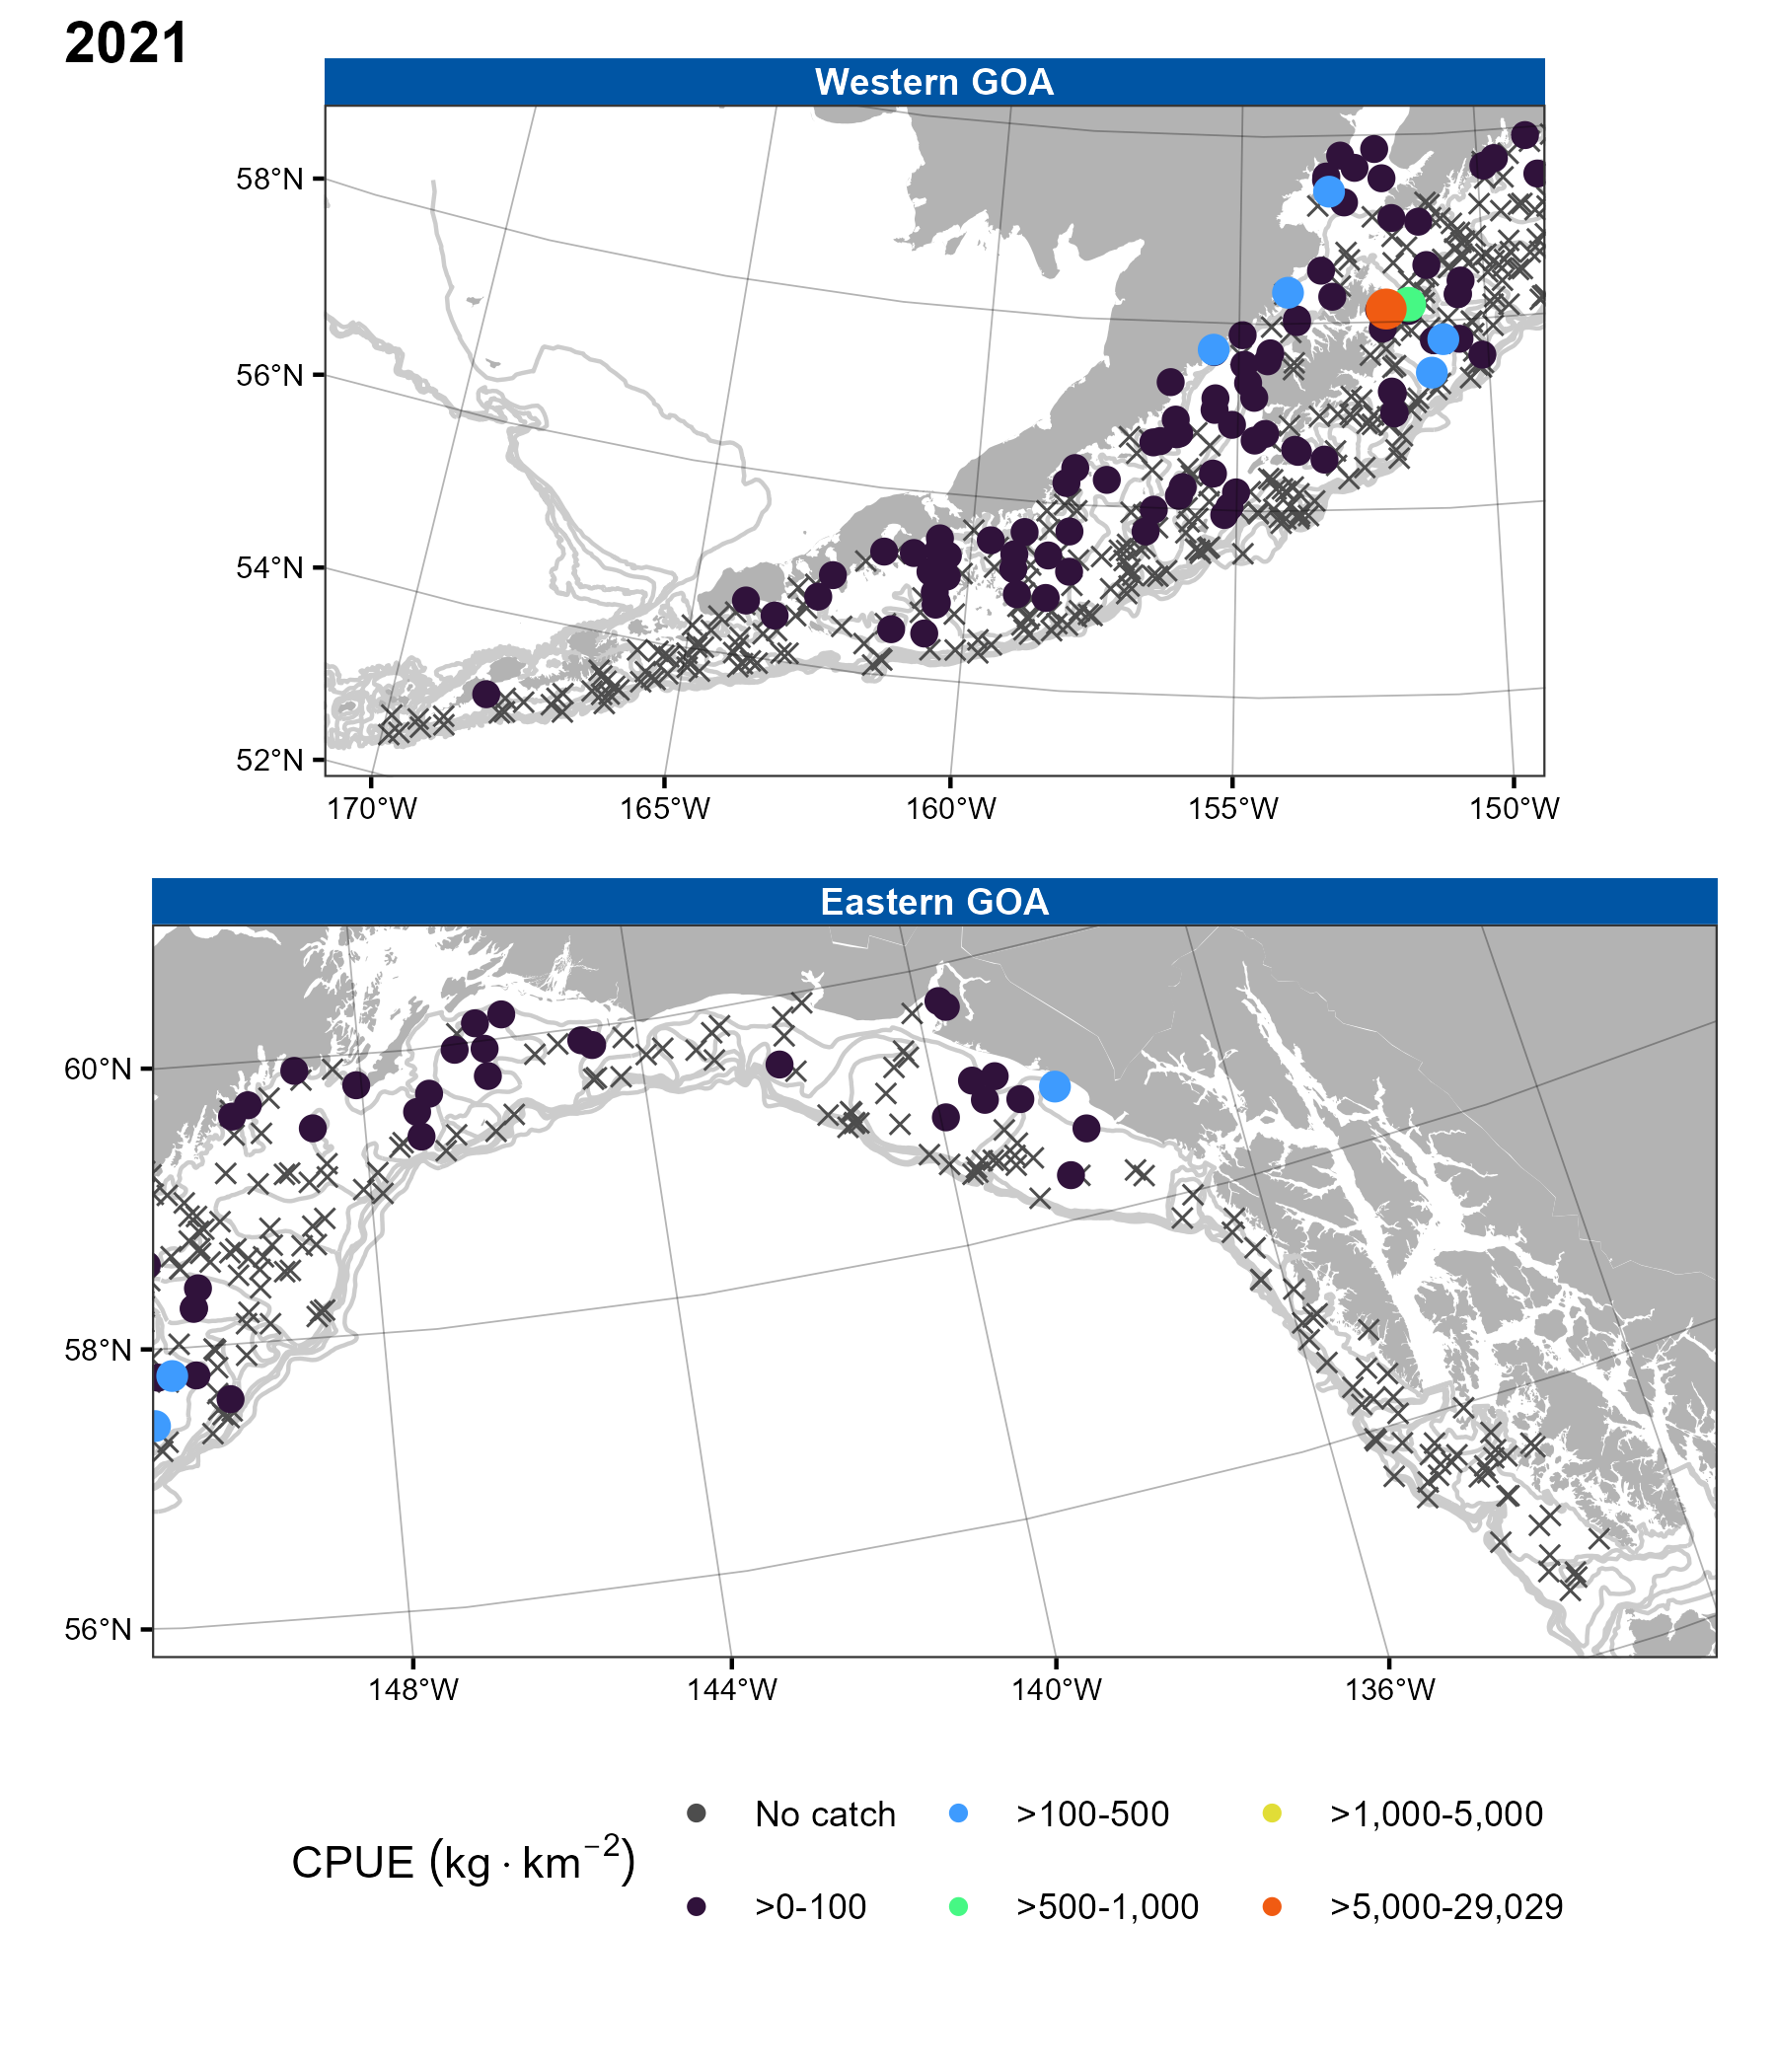 2021
Western GOA
58°N
56°N
54°N
52°N
170°W 165°W 160°W 155°W 150°W
Eastern GOA
60°N
58°N
56°N
148°W 144°W 140°W 136°W
CPUE (kg · km⁻²)
No catch >100-500 >1,000-5,000
>0-100 >500-1,000 >5,000-29,029